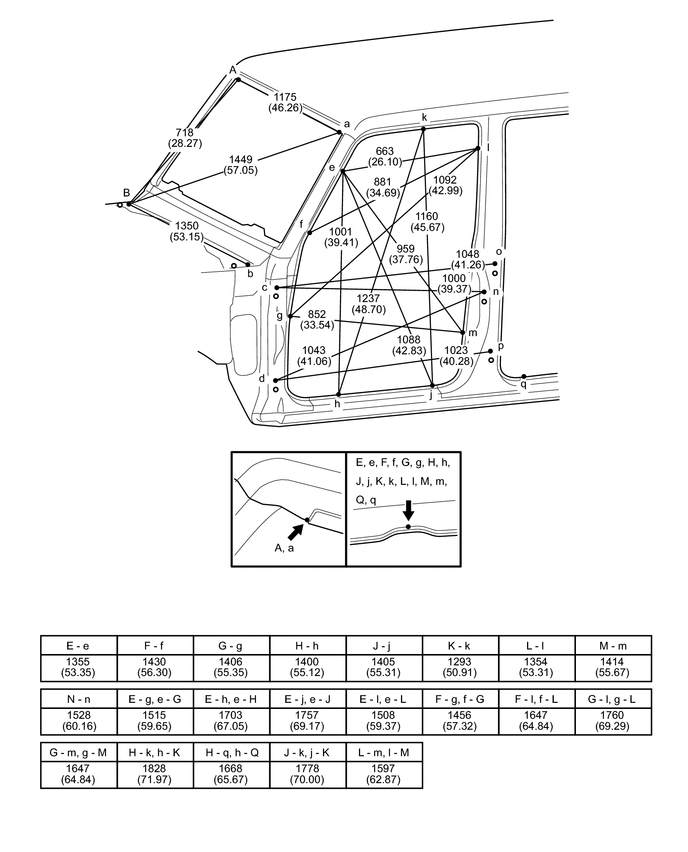 A
1175
(46.26)
a
k
718
(28.27)
1449
(57.05)
663
(26.10)
l
e
881
(34.69)
1092
(42.99)
B
1350
(53.15)
f
1001
(39.41)
1160
(45.67)
959
(37.76)
1048
(41.26)
o
b
c
1000
(39.37)
n
g
852
(33.54)
1237
(48.70)
m
1043
(41.06)
1088
(42.83)
1023
(40.28)
p
d
h
j
q
A, a
E, e, F, f, G, g, H, h,
J, j, K, k, L, l, M, m,
Q, q
E - e F - f G - g H - h J - j K - k L - l M - m
1355 1430 1406 1400 1405 1293 1354 1414
(53.35) (56.30) (55.35) (55.12) (55.31) (50.91) (53.31) (55.67)
N - n E - g, e - G E - h, e - H E - j, e - J E - l, e - L F - g, f - G F - l, f - L G - l, g - L
1528 1515 1703 1757 1508 1456 1647 1760
(60.16) (59.65) (67.05) (69.17) (59.37) (57.32) (64.84) (69.29)
G - m, g - M H - k, h - K H - q, h - Q J - k, j - K L - m, l - M
1647 1828 1668 1778 1597
(64.84) (71.97) (65.67) (70.00) (62.87)